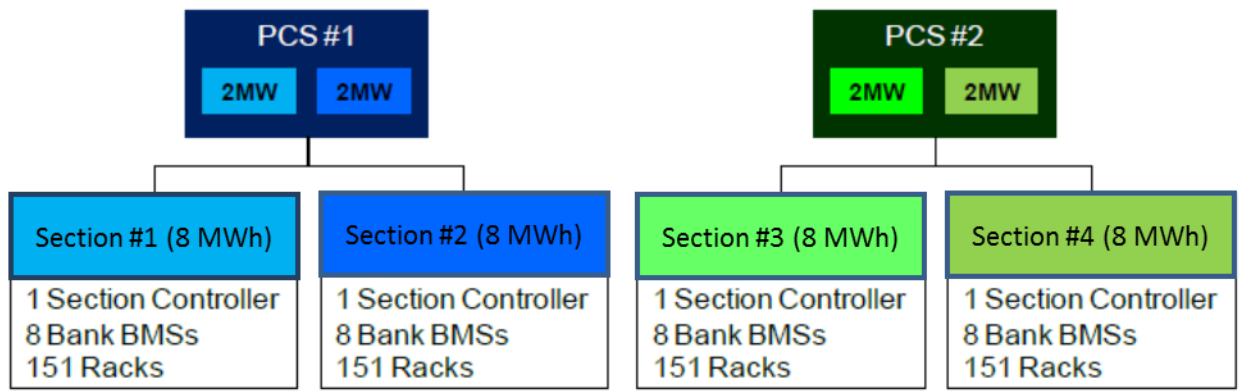 PCS #1
2MW
2MW
PCS #2
2MW
2MW
Section #1 (8 MWh)
1 Section Controller
8 Bank BMSs
151 Racks
Section #2 (8 MWh)
1 Section Controller
8 Bank BMSs
151 Racks
Section #3 (8 MWh)
1 Section Controller
8 Bank BMSs
151 Racks
Section #4 (8 MWh)
1 Section Controller
8 Bank BMSs
151 Racks